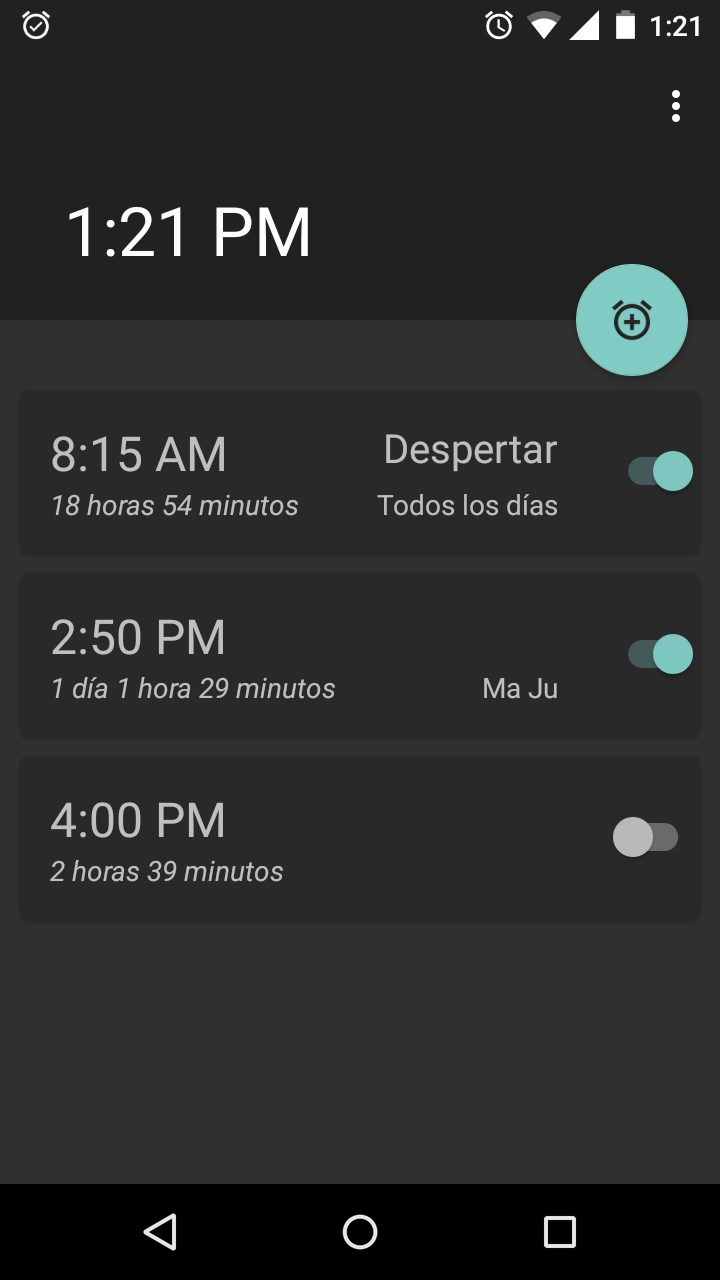 1:21
1:21 PM
8:15 AM
Despertar
18 horas 54 minutos
Todos los días
2:50 PM
1 día 1 hora 29 minutos
Ma Ju
4:00 PM
2 horas 39 minutos